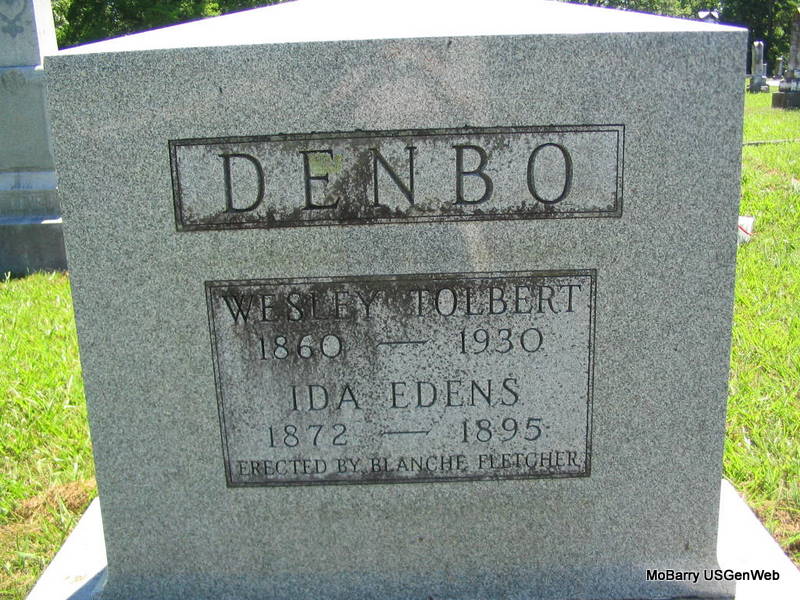 DENBO
WESLEY TOLBERT
1860 — 1930
IDA EDENS
1872 — 1895
ERECTED BY BLANCHE FLETCHER
MoBarry USGenWeb